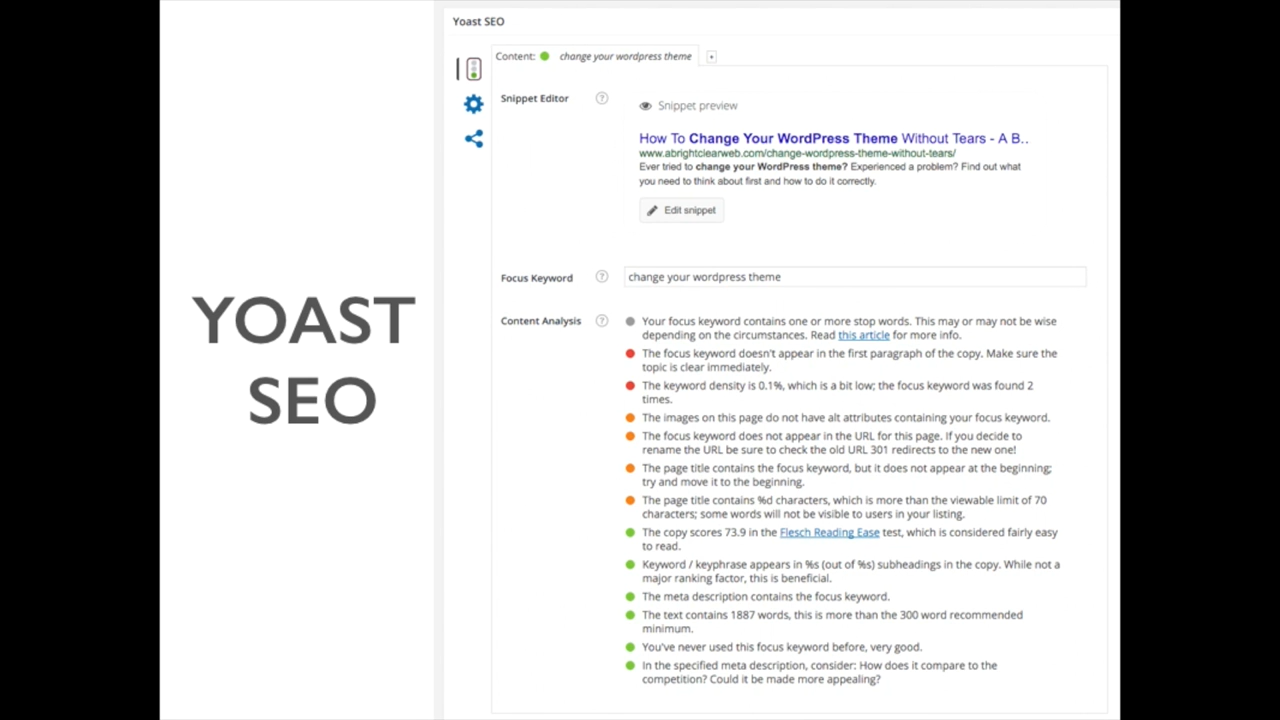 YOAST
SEO
Yoast SEO
Content: change your wordpress theme +
Snippet Editor ?
Snippet preview
How To Change Your WordPress Theme Without Tears - A B..
www.abrightclearweb.com/change-wordpress-theme-without-tears/
Ever tried to change your WordPress theme? Experienced a problem? Find out what
you need to think about first and how to do it correctly.
Edit snippet
Focus Keyword ? change your wordpress theme
Content Analysis ?
Your focus keyword contains one or more stop words. This may or may not be wise
depending on the circumstances. Read this article for more info.
The focus keyword doesn't appear in the first paragraph of the copy. Make sure the
topic is clear immediately.
The keyword density is 0.1%, which is a bit low; the focus keyword was found 2
times.
The images on this page do not have alt attributes containing your focus keyword.
The focus keyword does not appear in the URL for this page. If you decide to
rename the URL be sure to check the old URL 301 redirects to the new one!
The page title contains the focus keyword, but it does not appear at the beginning;
try and move it to the beginning.
The page title contains %d characters, which is more than the viewable limit of 70
characters; some words will not be visible to users in your listing.
The copy scores 73.9 in the Flesch Reading Ease test, which is considered fairly easy
to read.
Keyword / keyphrase appears in %s (out of %s) subheadings in the copy. While not a
major ranking factor, this is beneficial.
The meta description contains the focus keyword.
The text contains 1887 words, this is more than the 300 word recommended
minimum.
You've never used this focus keyword before, very good.
In the specified meta description, consider: How does it compare to the
competition? Could it be made more appealing?